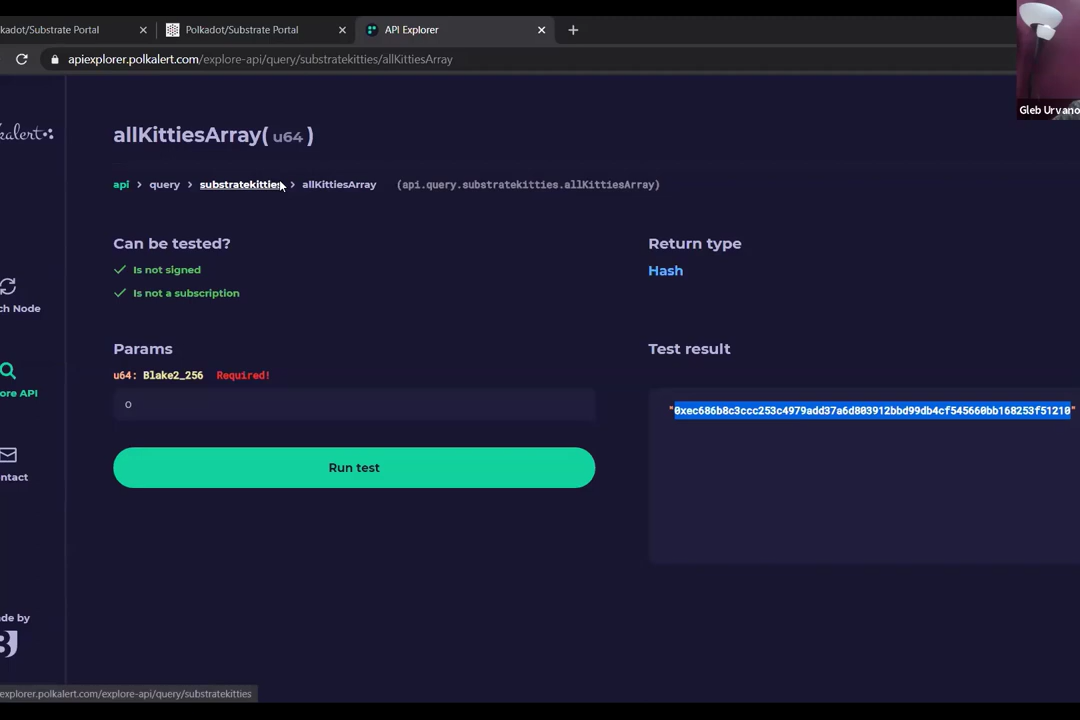 kadot/Substrate Portal
Polkadot/Substrate Portal
API Explorer
apiexplorer.polkalert.com/explore-api/query/substratekitties/allKittiesArray
Gleb Urvano
kalert
allKittiesArray( u64 )
api > query > substratekitties > allKittiesArray (api.query.substratekitties.allKittiesArray)
Can be tested?
Is not signed
Is not a subscription
Return type
Hash
ch Node
Params
u64: Blake2_256 Required!
0
Run test
Test result
"0xec686b8c3ccc253c4979add37a6d803912bbd99db4cf545660bb168253f51210"
ore API
ntact
de by
explorer.polkalert.com/explore-api/query/substratekitties